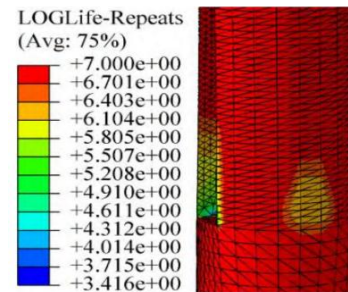 LOGLife-Repeats
(Avg: 75%)
+7.000e+00
+6.701e+00
+6.403e+00
+6.104e+00
+5.805e+00
+5.507e+00
+5.208e+00
+4.910e+00
+4.611e+00
+4.312e+00
+4.014e+00
+3.715e+00
+3.416e+00